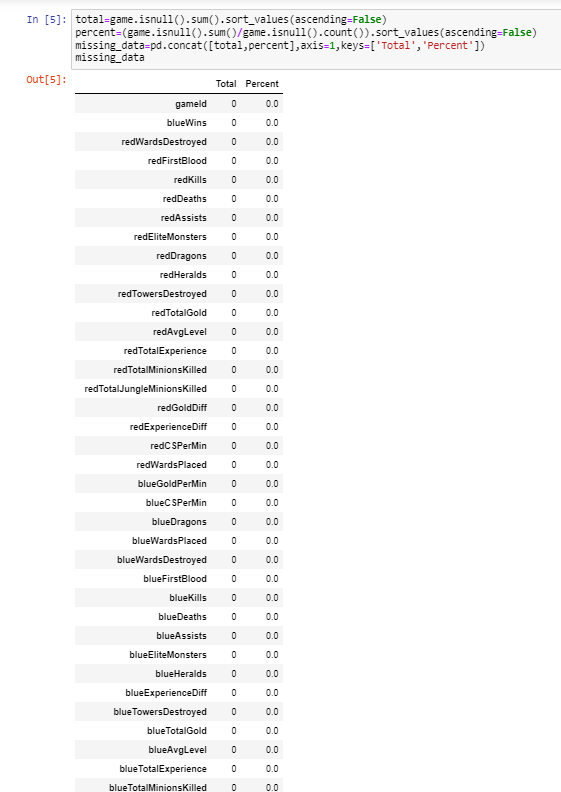 In [5]: total=game.isnull().sum().sort_values(ascending=False)
percent=(game.isnull().sum()/game.isnull().count()).sort_values(ascending=False)
missing_data=pd.concat([total,percent],axis=1,keys=['Total','Percent'])
missing_data
Out[5]:
Total Percent
gameId 0 0.0
blueWins 0 0.0
redWardsDestroyed 0 0.0
redFirstBlood 0 0.0
redKills 0 0.0
redDeaths 0 0.0
redAssists 0 0.0
redEliteMonsters 0 0.0
redDragons 0 0.0
redHeralds 0 0.0
redTowersDestroyed 0 0.0
redTotalGold 0 0.0
redAvgLevel 0 0.0
redTotalExperience 0 0.0
redTotalMinionsKilled 0 0.0
redTotalJungleMinionsKilled 0 0.0
redGoldDiff 0 0.0
redExperienceDiff 0 0.0
redCSPerMin 0 0.0
redWardsPlaced 0 0.0
blueGoldPerMin 0 0.0
blueCSPerMin 0 0.0
blueDragons 0 0.0
blueWardsPlaced 0 0.0
blueWardsDestroyed 0 0.0
blueFirstBlood 0 0.0
blueKills 0 0.0
blueDeaths 0 0.0
blueAssists 0 0.0
blueEliteMonsters 0 0.0
blueHeralds 0 0.0
blueExperienceDiff 0 0.0
blueTowersDestroyed 0 0.0
blueTotalGold 0 0.0
blueAvgLevel 0 0.0
blueTotalExperience 0 0.0
blueTotalMinionsKilled 0 0.0